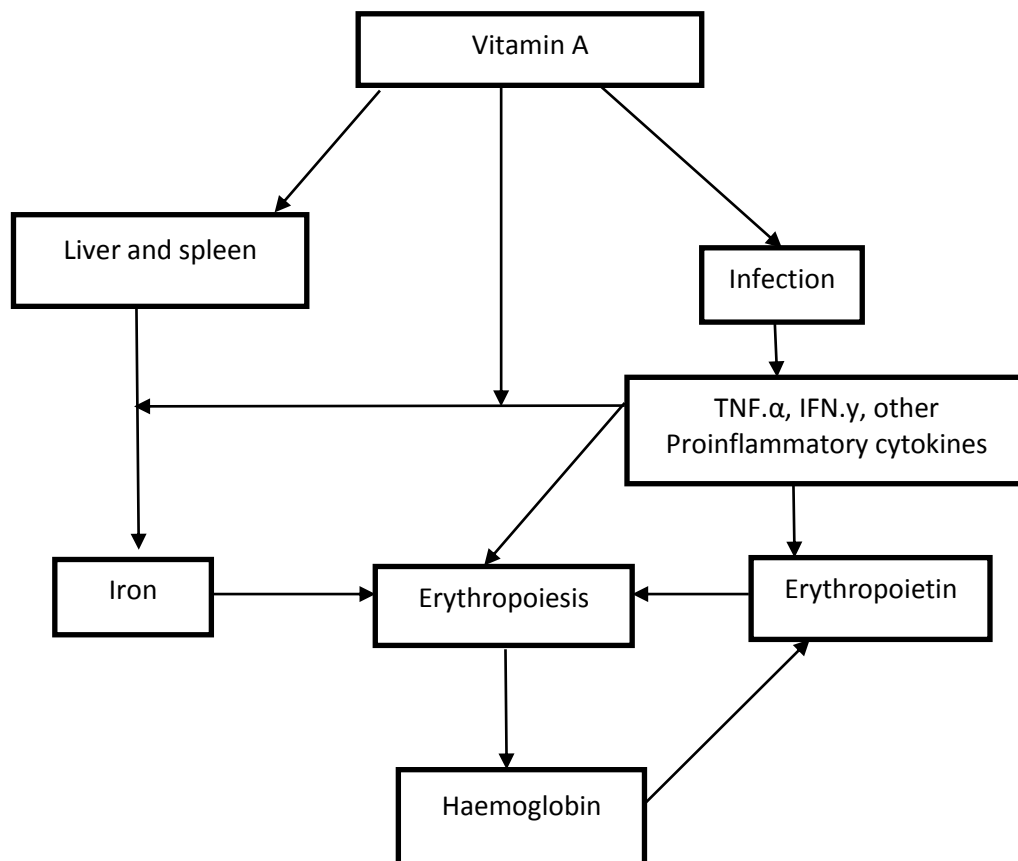 Vitamin A
Liver and spleen
Infection
TNF.α, IFN.y, other
Proinflammatory cytokines
Iron
Erythropoiesis
Erythropoietin
Haemoglobin